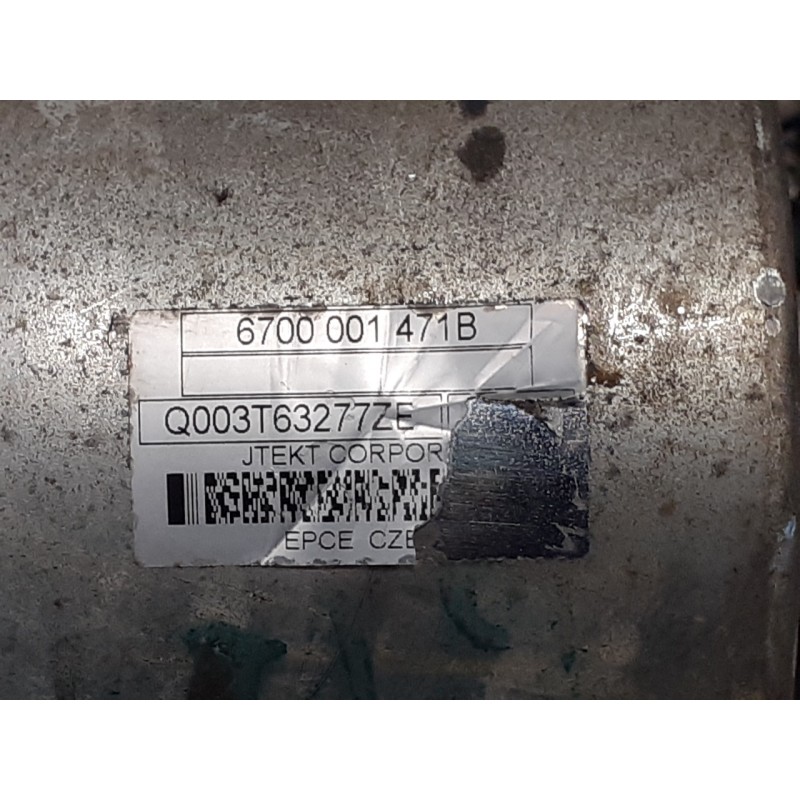 6700 001 471B
Q003T63277ZE
JTEKT CORPOR
EPCE CZE